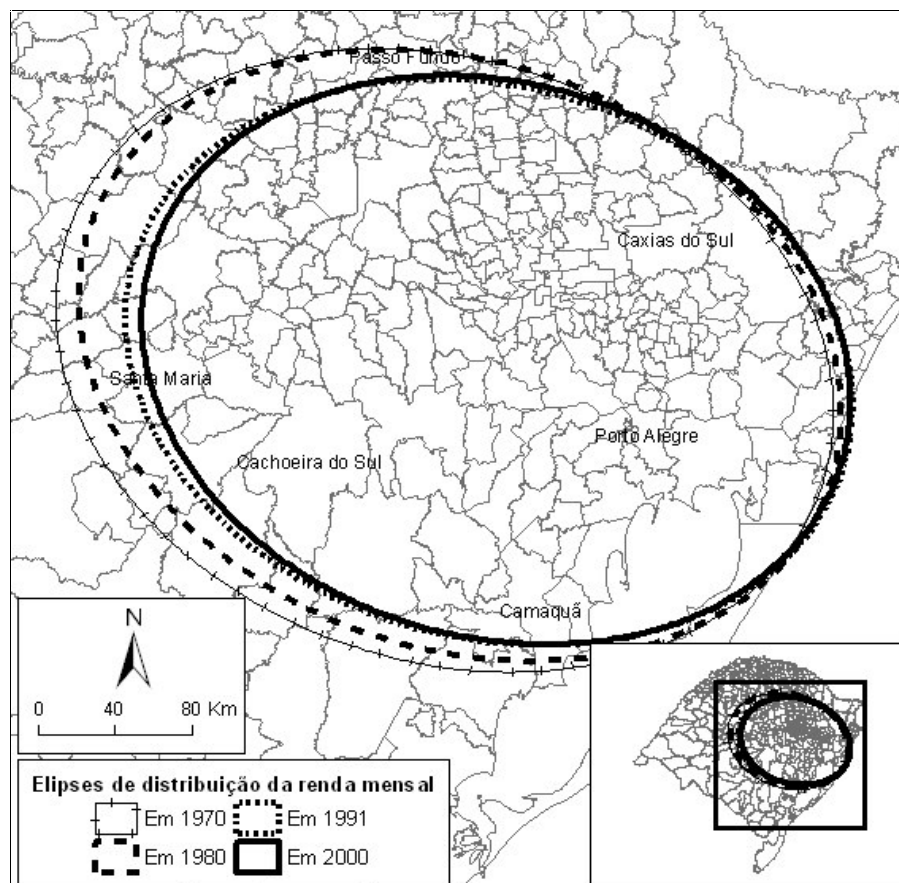 Passo Fundo
Caxias do Sul
Santa Maria
Porto Alegre
Cachoeira do Sul
Camaquã
N
0 40 80 Km
Elipses de distribuição da renda mensal
Em 1970 Em 1991
Em 1980 Em 2000